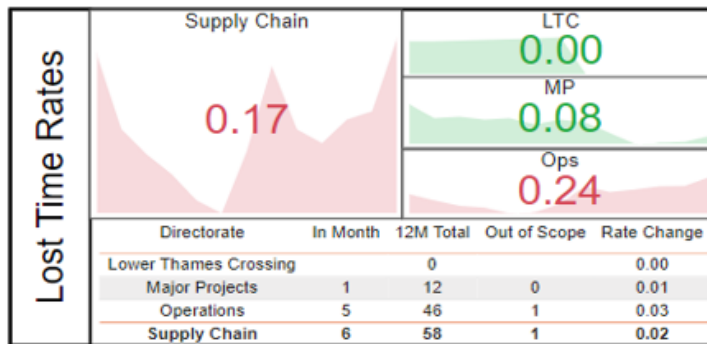 Lost Time Rates
Supply Chain
0.17
LTC
0.00
MP
0.08
Ops
0.24
Directorate In Month 12M Total Out of Scope Rate Change
Lower Thames Crossing 0 0.00
Major Projects 1 12 0 0.01
Operations 5 46 1 0.03
Supply Chain 6 58 1 0.02